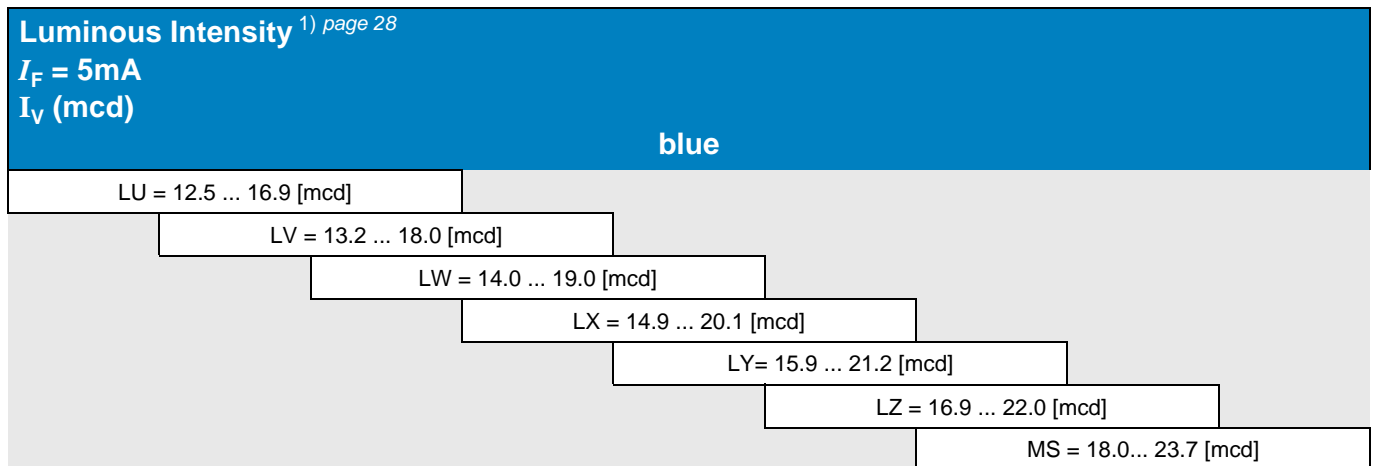 Luminous Intensity 1) page 28
IF = 5mA
IV (mcd)
blue
LU = 12.5 ... 16.9 [mcd]
LV = 13.2 ... 18.0 [mcd]
LW = 14.0 ... 19.0 [mcd]
LX = 14.9 ... 20.1 [mcd]
LY= 15.9 ... 21.2 [mcd]
LZ = 16.9 ... 22.0 [mcd]
MS = 18.0... 23.7 [mcd]